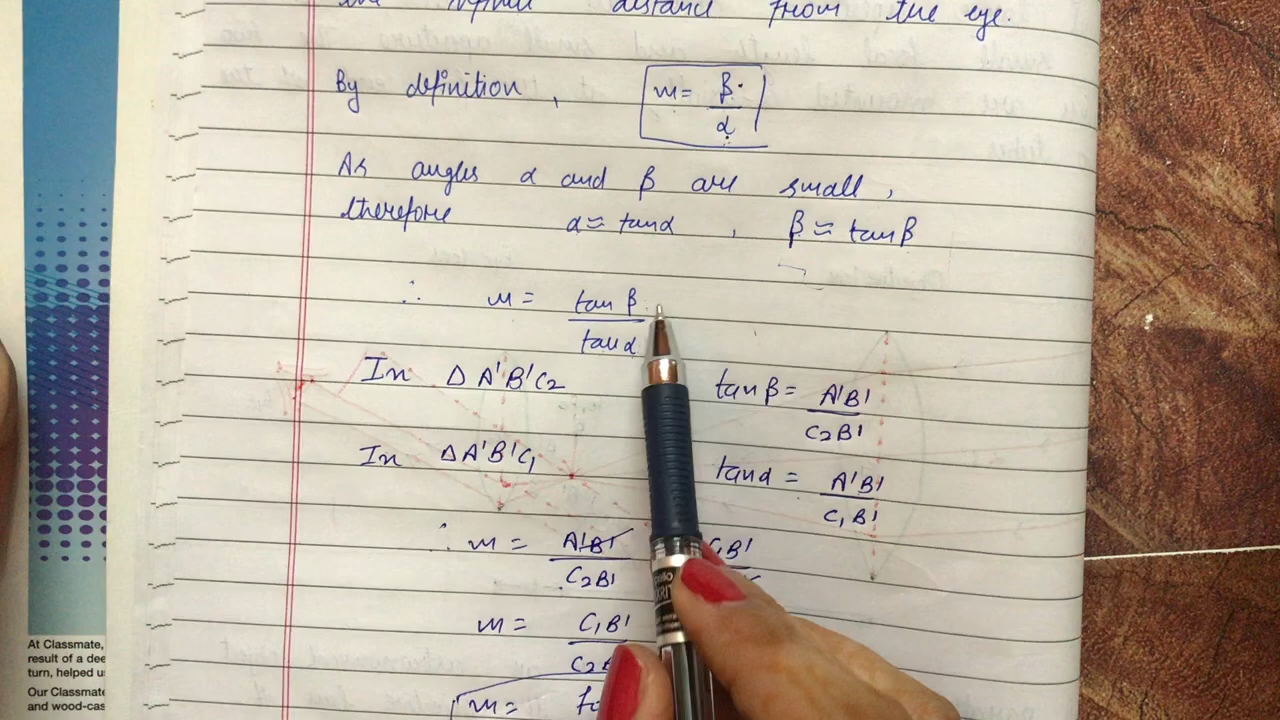 distance from the eye.
By definition, m = β/α
As angles α and β are small,
therefore α ≈ tanα , β ≈ tanβ
∴ m = tan β/tanα
In Δ A'B'C2 tanβ = A'B'/C2B'
In ΔA'B'C1 tanα = A'B'/C1B'
∴ m = A'B'/C2B' C1B'
m = C1B'
m =
At Classmate,
result of a dee
turn, helped u
Our Classmate
and wood-cas